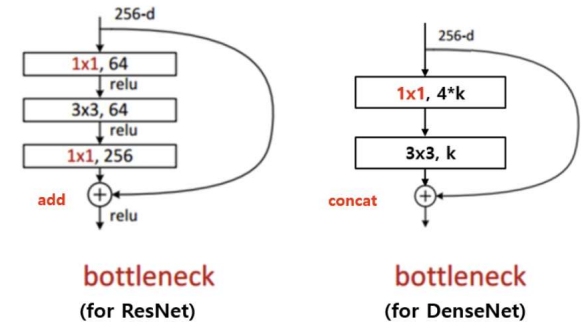 256-d
1x1, 64
relu
3x3, 64
relu
1x1, 256
add
relu
bottleneck
(for ResNet)
256-d
1x1, 4*k
3x3, k
concat
bottleneck
(for DenseNet)